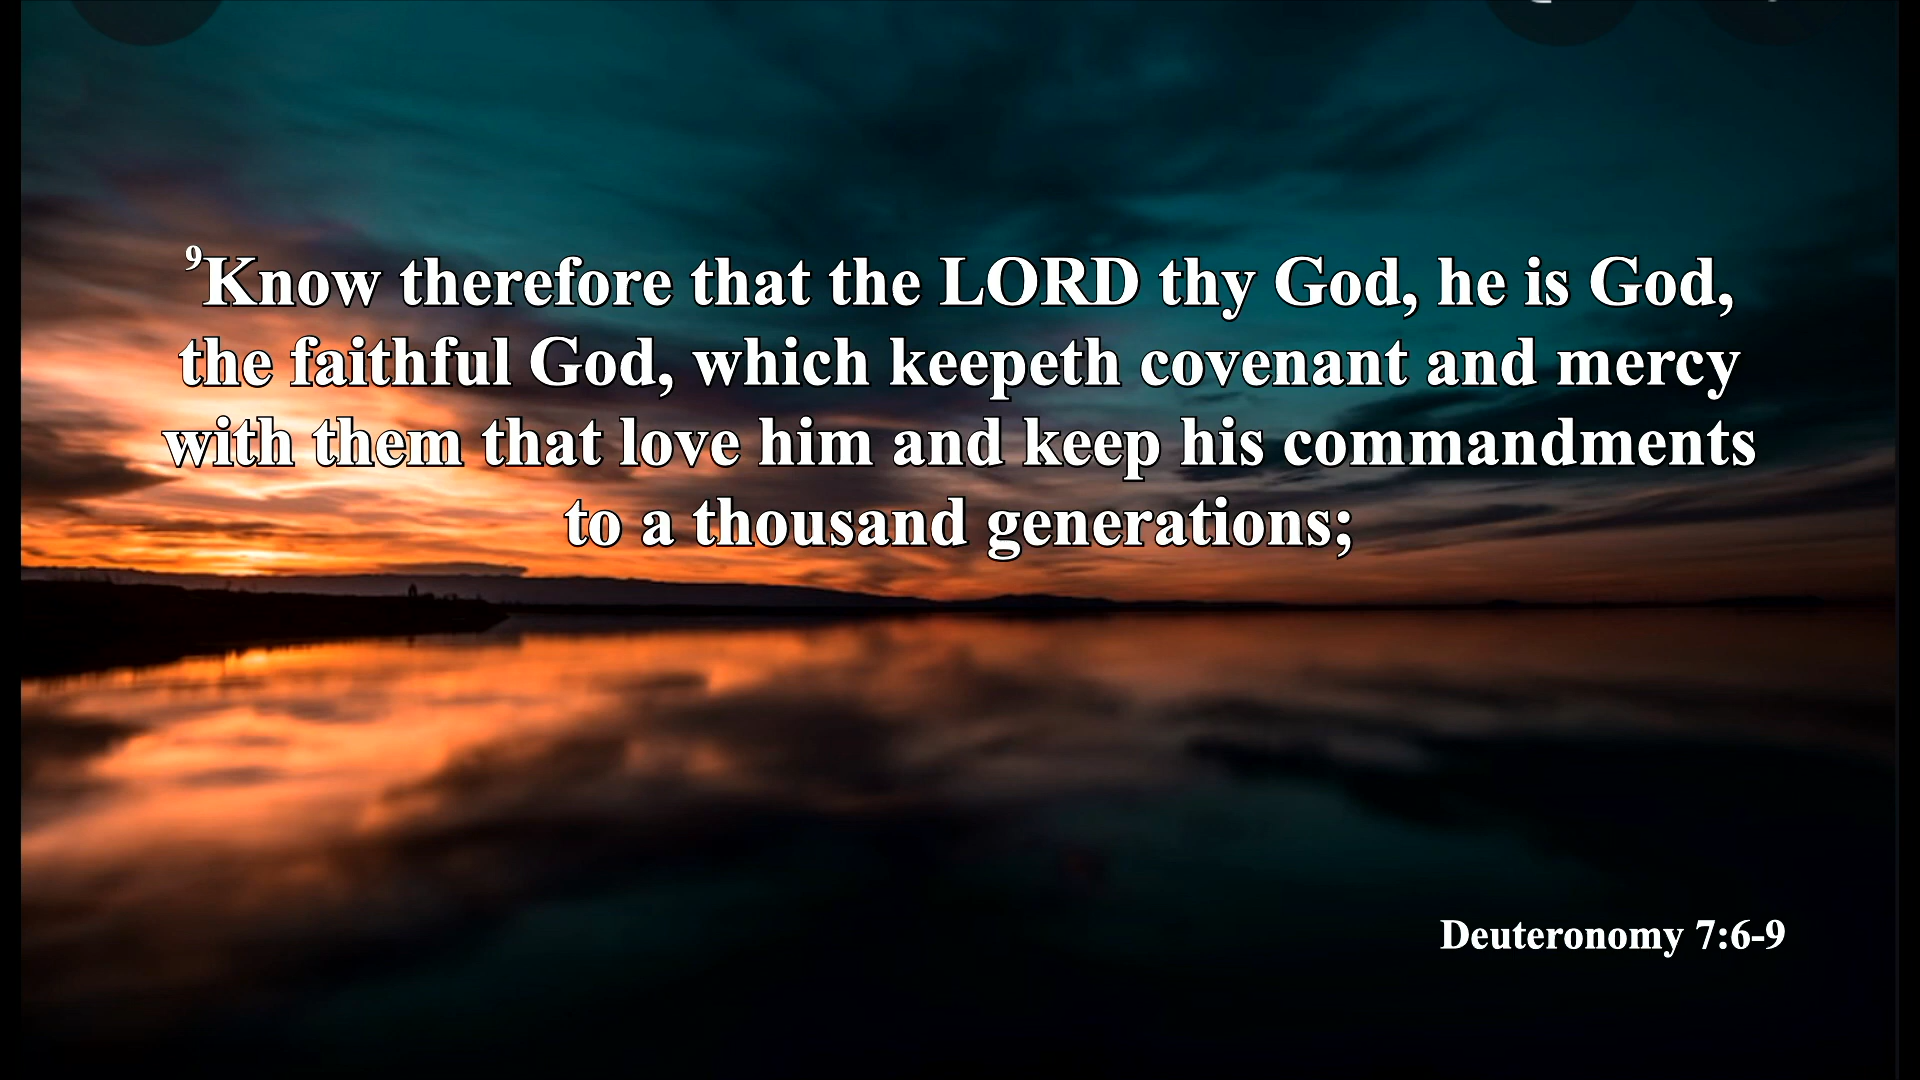 ⁹Know therefore that the LORD thy God, he is God,
the faithful God, which keepeth covenant and mercy
with them that love him and keep his commandments
to a thousand generations;
Deuteronomy 7:6-9